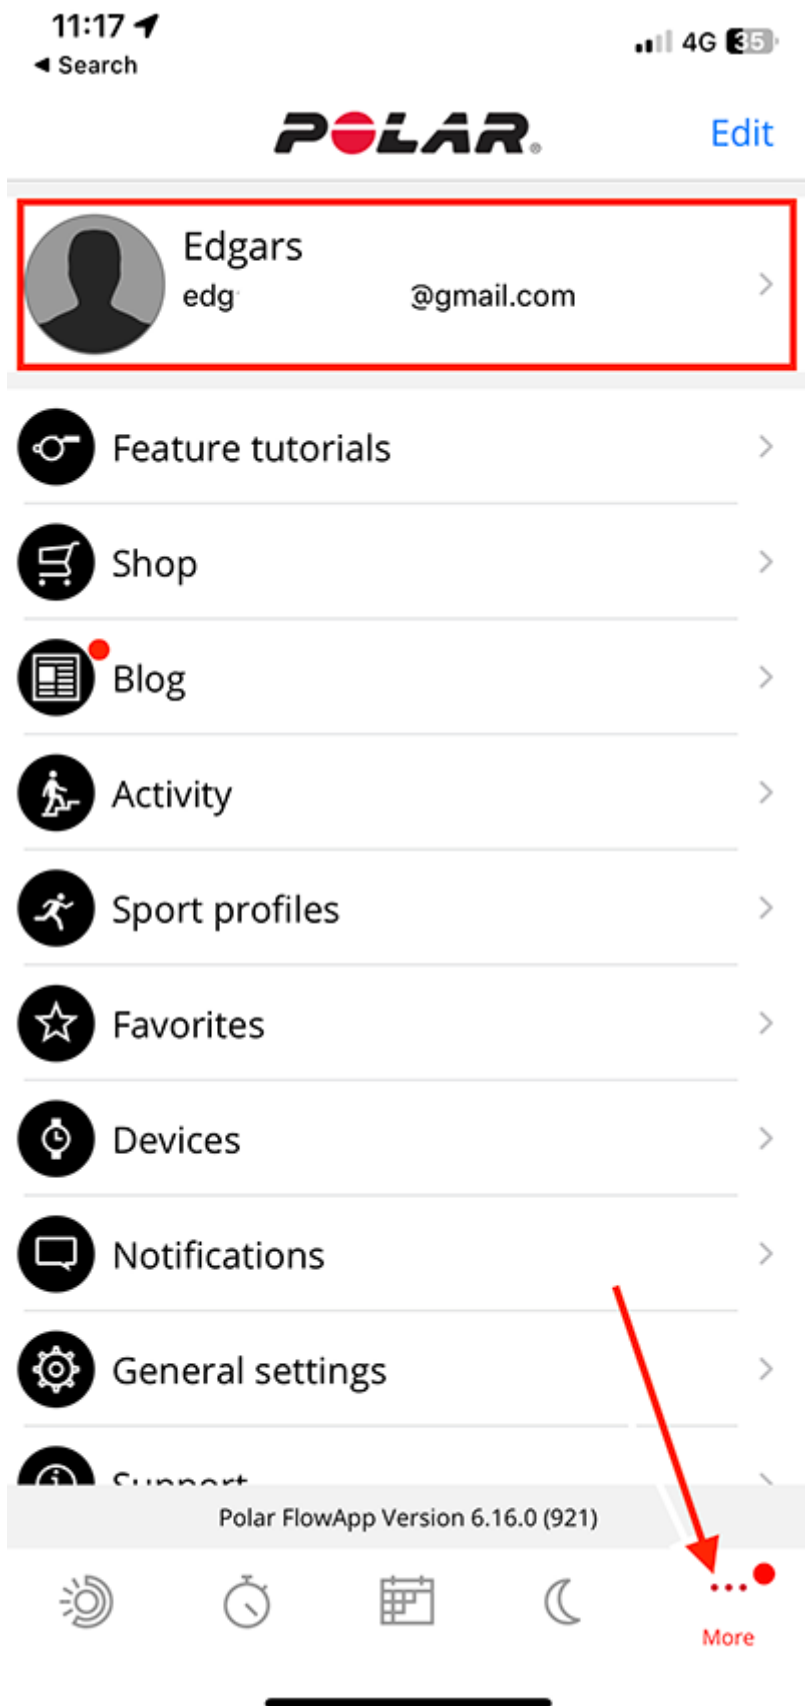 11:17
◀ Search
4G 35
POLAR®
Edit
Edgars
edg @gmail.com
Feature tutorials
Shop
Blog
Activity
Sport profiles
Favorites
Devices
Notifications
General settings
Support
Polar FlowApp Version 6.16.0 (921)
More